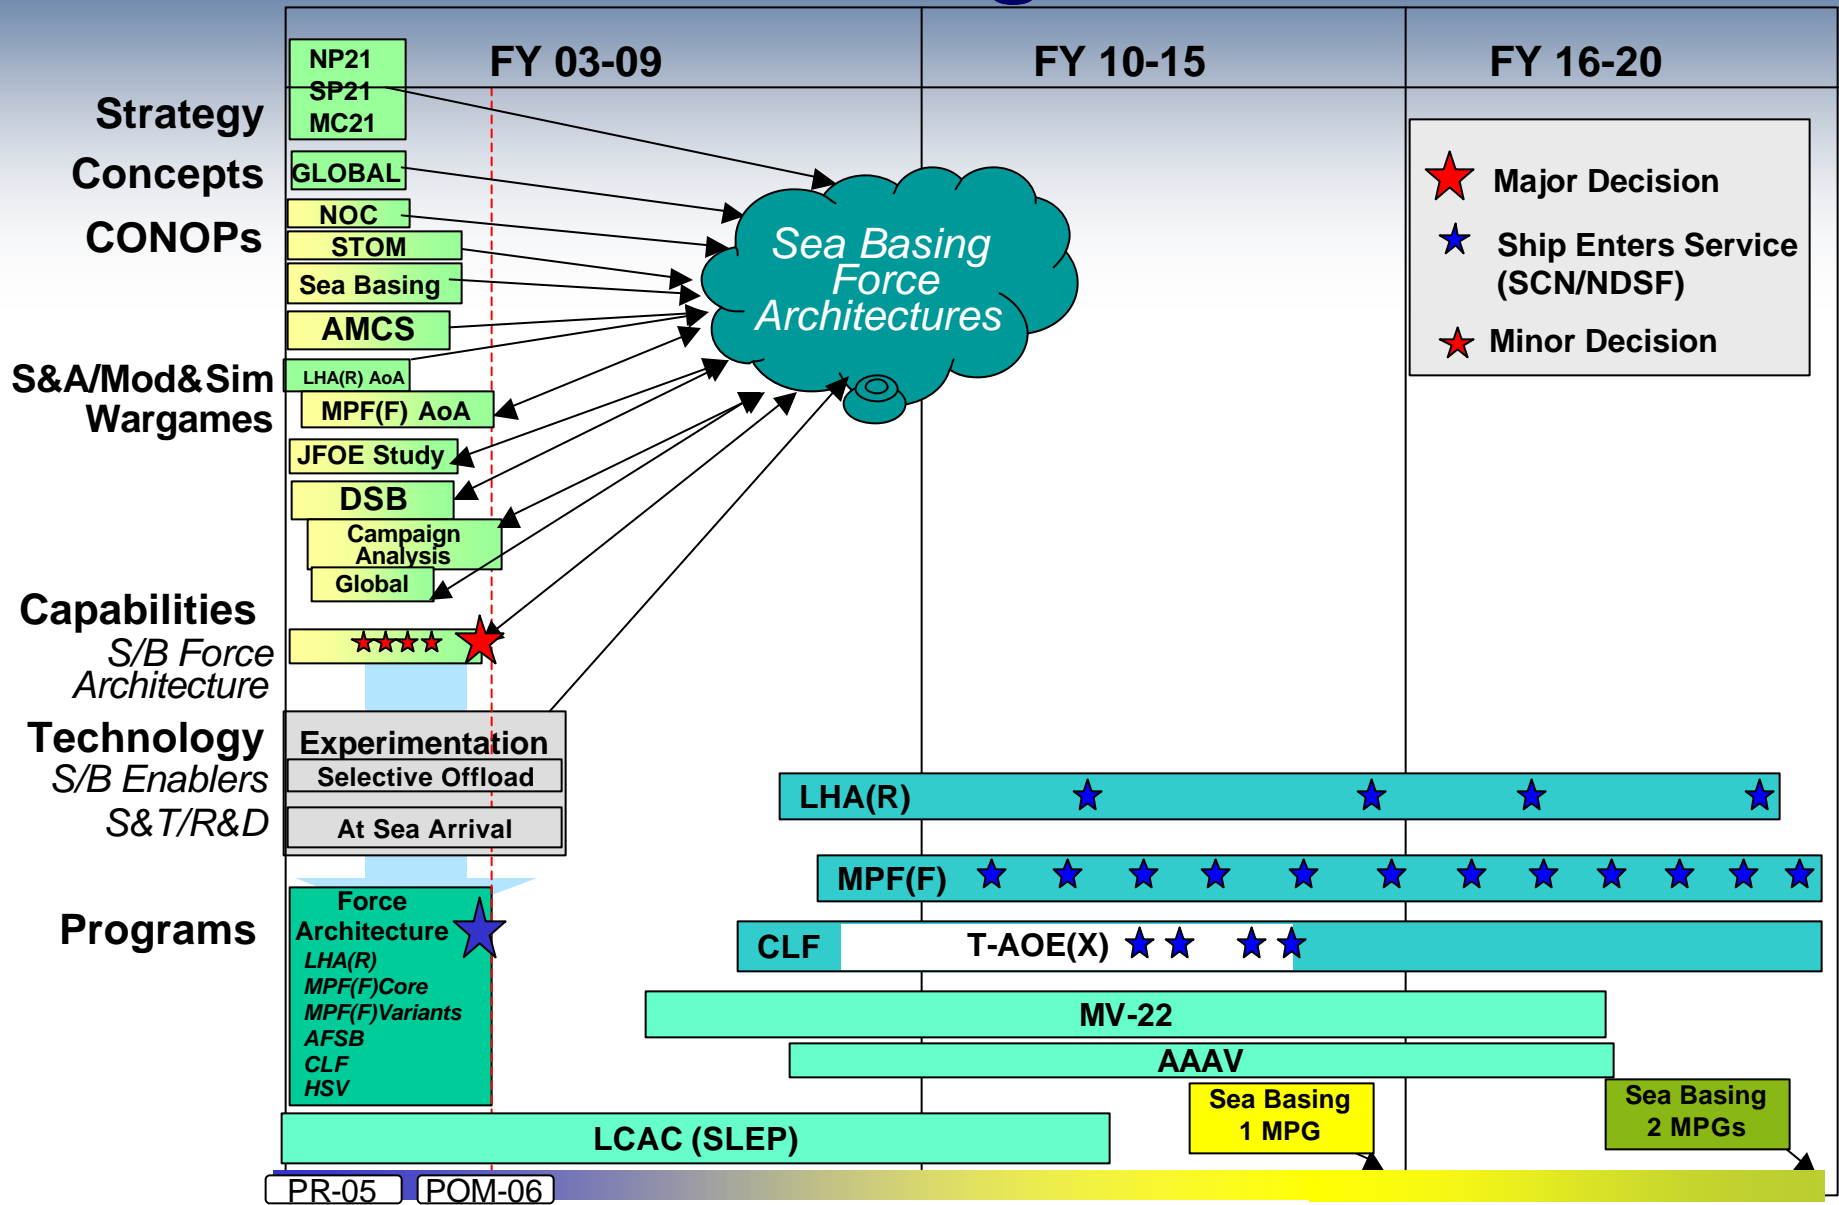 FY 03-09
FY 10-15
FY 16-20
Strategy
NP21
SP21
MC21
Concepts
GLOBAL
CONOPs
NOC
STOM
Sea Basing
AMCS
S&A/Mod&Sim
Wargames
LHA(R) AoA
MPF(F) AoA
JFOE Study
DSB
Campaign
Analysis
Global
Sea Basing
Force
Architectures
Major Decision
Ship Enters Service
(SCN/NDSF)
Minor Decision
Capabilities
S/B Force
Architecture
Technology
S/B Enablers
S&T/R&D
Experimentation
Selective Offload
At Sea Arrival
LHA(R)
MPF(F)
Programs
Force
Architecture
LHA(R)
MPF(F)Core
MPF(F)Variants
AFSB
CLF
HSV
CLF
T-AOE(X)
MV-22
AAAV
Sea Basing
1 MPG
Sea Basing
2 MPGs
LCAC (SLEP)
PR-05
POM-06